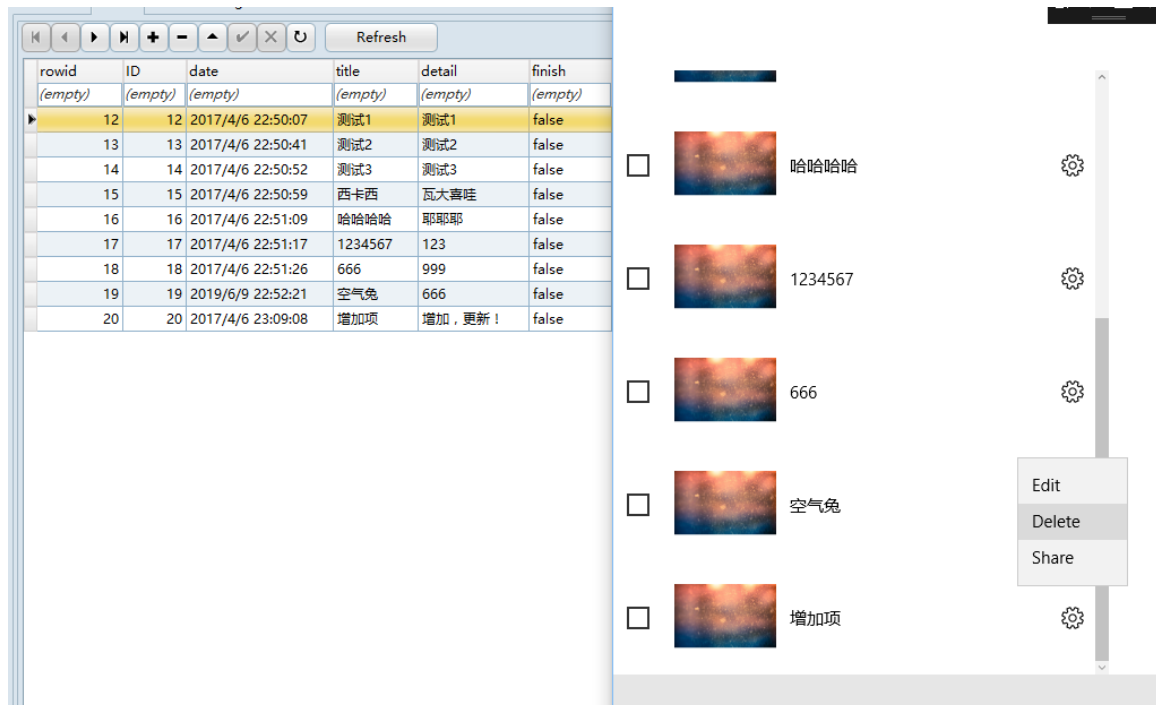 Refresh
rowid ID date title detail finish
(empty) (empty) (empty) (empty) (empty) (empty)
12 12 2017/4/6 22:50:07 测试1 测试1 false
13 13 2017/4/6 22:50:41 测试2 测试2 false
14 14 2017/4/6 22:50:52 测试3 测试3 false
15 15 2017/4/6 22:50:59 西卡西 瓦大喜哇 false
16 16 2017/4/6 22:51:09 哈哈哈哈 耶耶耶 false
17 17 2017/4/6 22:51:17 1234567 123 false
18 18 2017/4/6 22:51:26 666 999 false
19 19 2019/6/9 22:52:21 空气兔 666 false
20 20 2017/4/6 23:09:08 增加项 增加，更新！ false
哈哈哈哈
1234567
666
空气兔
增加项
Edit
Delete
Share